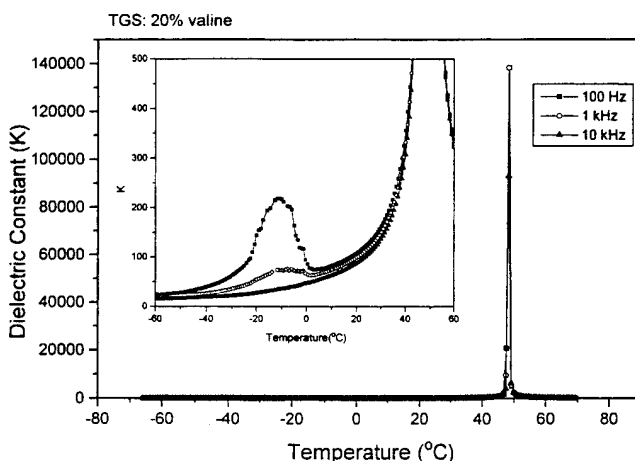 TGS: 20% valine
Dielectric Constant (K)
140000
120000
100000
80000
60000
40000
20000
0
-80 -60 -40 -20 0 20 40 60 80
Temperature (°C)
500
400
300
200
100
0
K
-60 -40 -20 0 20 40 60
Temperature(°C)
100 Hz
1 kHz
10 kHz